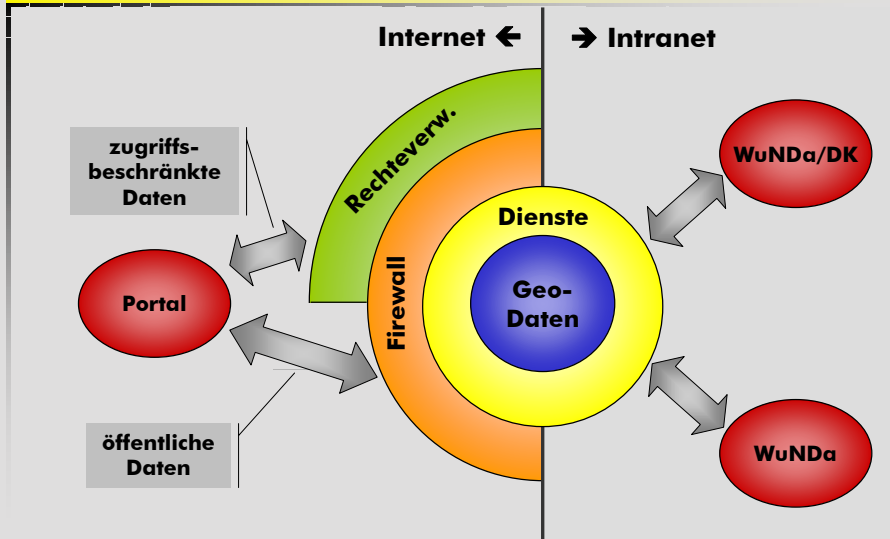 Internet ← → Intranet
zugriffs-
beschränkte
Daten
Rechteverw.
WuNDa/DK
Dienste
Geo-
Daten
Portal
Firewall
öffentliche
Daten
WuNDa